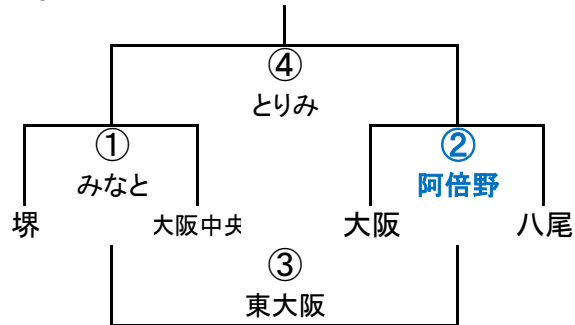 ④
とりみ
①
みなと
②
阿倍野
堺
大阪中央
大阪
八尾
③
東大阪